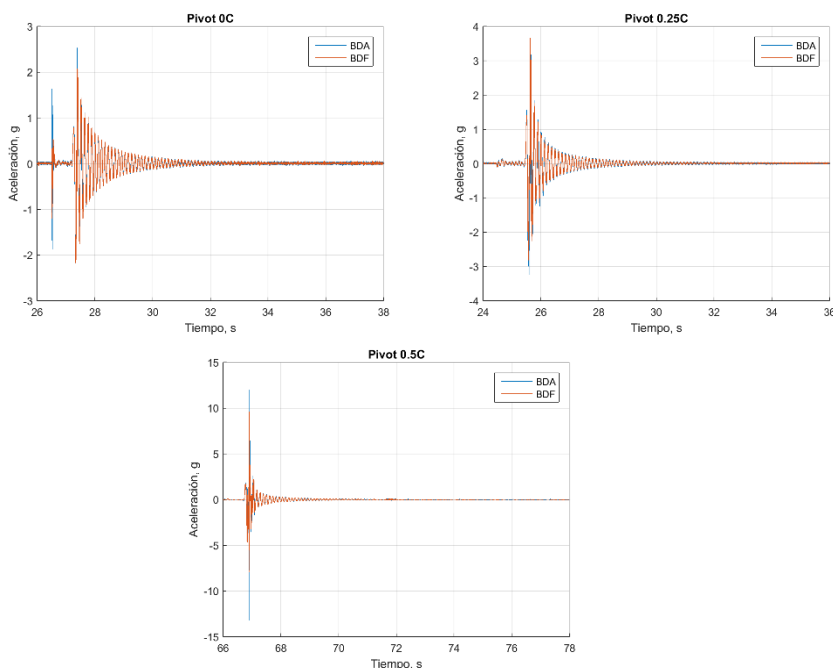 Pivot 0C
3
2
1
0
-1
-2
-3
Aceleración, g
26
28
30
32
34
36
38
Tiempo, s
BDA
BDF
Pivot 0.25C
4
3
2
1
0
-1
-2
-3
-4
Aceleración, g
24
26
28
30
32
34
36
Tiempo, s
BDA
BDF
Pivot 0.5C
15
10
5
0
-5
-10
-15
Aceleración, g
66
68
70
72
74
76
78
Tiempo, s
BDA
BDF